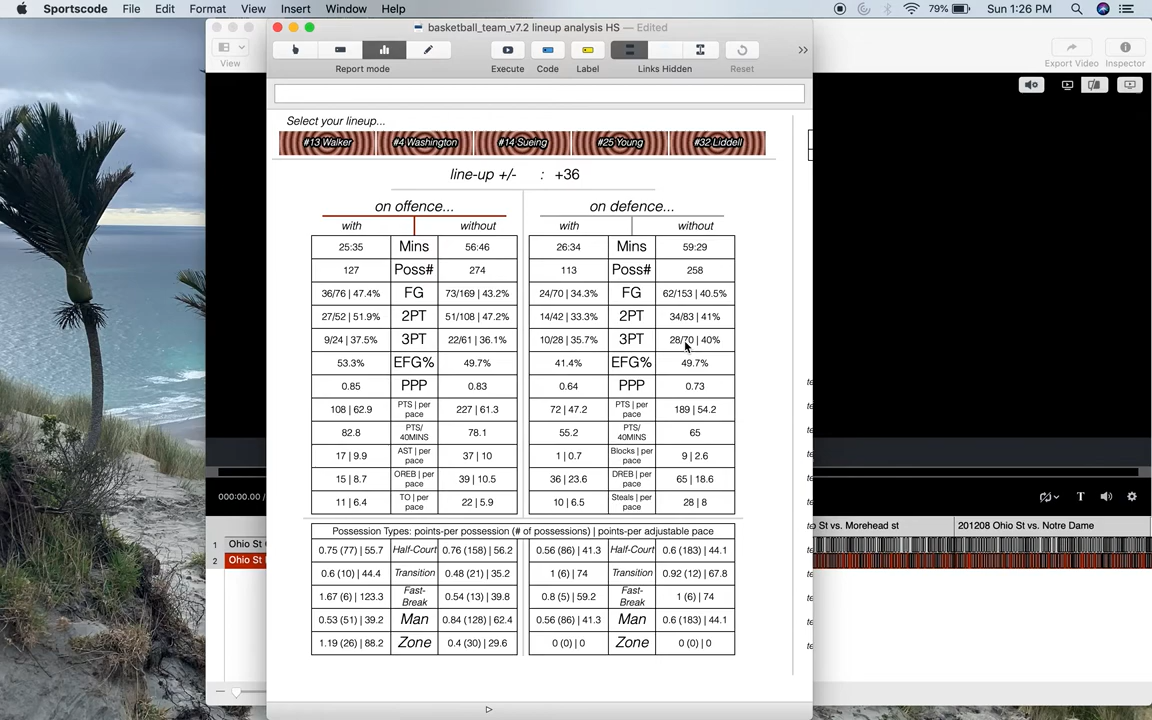 Sportscode File Edit Format View Insert Window Help 79% Sun 1:26 PM
basketball_team_v7.2 lineup analysis HS — Edited
View Report mode Execute Code Label Links Hidden Reset >> Export Video Inspector
Select your lineup...
#13 Walker #4 Washington #14 Sueing #25 Young #32 Liddell
line-up +/- : +36
on offence... on defence...
with without with without
25:35 Mins 56:46 26:34 Mins 59:29
127 Poss# 274 113 Poss# 258
36/76 | 47.4% FG 73/169 | 43.2% 24/70 | 34.3% FG 62/153 | 40.5%
27/52 | 51.9% 2PT 51/108 | 47.2% 14/42 | 33.3% 2PT 34/83 | 41%
9/24 | 37.5% 3PT 22/61 | 36.1% 10/28 | 35.7% 3PT 28/70 | 40%
53.3% EFG% 49.7% 41.4% EFG% 49.7%
0.85 PPP 0.83 0.64 PPP 0.73
108 | 62.9 PTS | per pace 227 | 61.3 72 | 47.2 PTS | per pace 189 | 54.2
82.8 PTS/ 40MINS 78.1 55.2 PTS/ 40MINS 65
17 | 9.9 AST | per pace 37 | 10 1 | 0.7 Blocks | per pace 9 | 2.6
15 | 8.7 OREB | per pace 39 | 10.5 36 | 23.6 DREB | per pace 65 | 18.6
11 | 6.4 TO | per pace 22 | 5.9 10 | 6.5 Steals | per pace 28 | 8
000:00.00 /
Possession Types: points-per possession (# of possessions) | points-per adjustable pace
o St vs. Morehead st 201208 Ohio St vs. Notre Dame
0.75 (77) | 55.7 Half-Court 0.76 (158) | 56.2 0.56 (86) | 41.3 Half-Court 0.6 (183) | 44.1
1 Ohio St
2 Ohio St
0.6 (10) | 44.4 Transition 0.48 (21) | 35.2 1 (6) | 74 Transition 0.92 (12) | 67.8
1.67 (6) | 123.3 Fast-Break 0.54 (13) | 39.8 0.8 (5) | 59.2 Fast-Break 1 (6) | 74
0.53 (51) | 39.2 Man 0.84 (128) | 62.4 0.56 (86) | 41.3 Man 0.6 (183) | 44.1
1.19 (26) | 88.2 Zone 0.4 (30) | 29.6 0 (0) | 0 Zone 0 (0) | 0